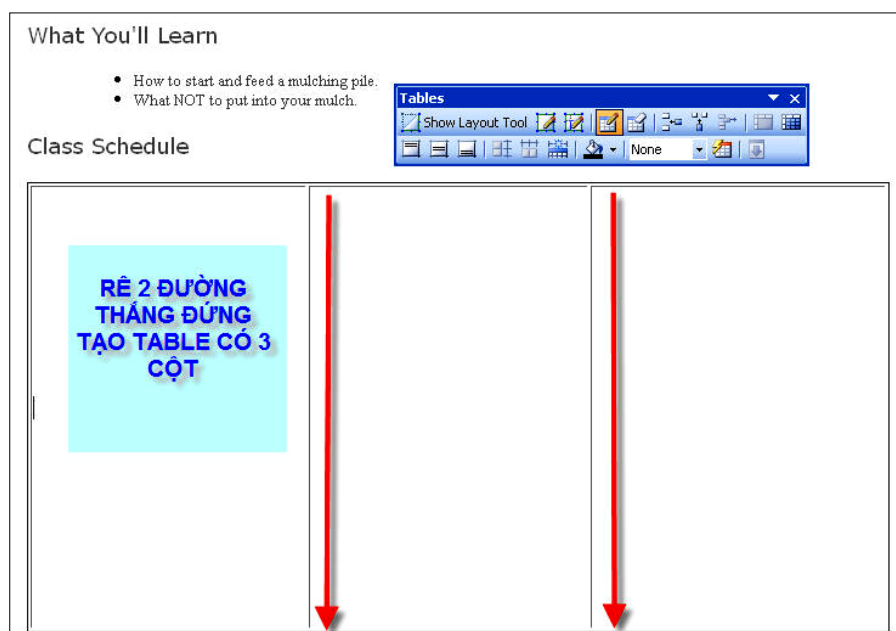 What You'll Learn
How to start and feed a mulching pile.
What NOT to put into your mulch.
Tables
Show Layout Tool
None
Class Schedule
RÊ 2 ĐƯỜNG
THẲNG ĐỨNG
TẠO TABLE CÓ 3
CỘT